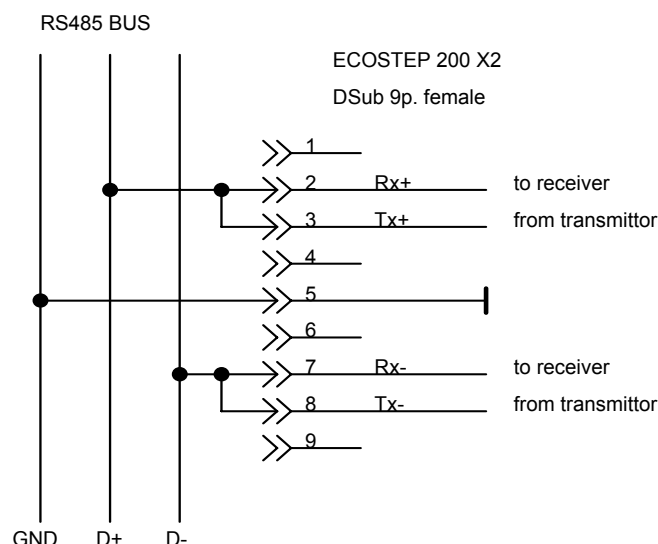 RS485 BUS
ECOSTEP 200 X2
DSub 9p. female
1
2 Rx+ to receiver
3 Tx+ from transmittor
4
5
6
7 Rx- to receiver
8 Tx- from transmittor
9
GND D+ D-